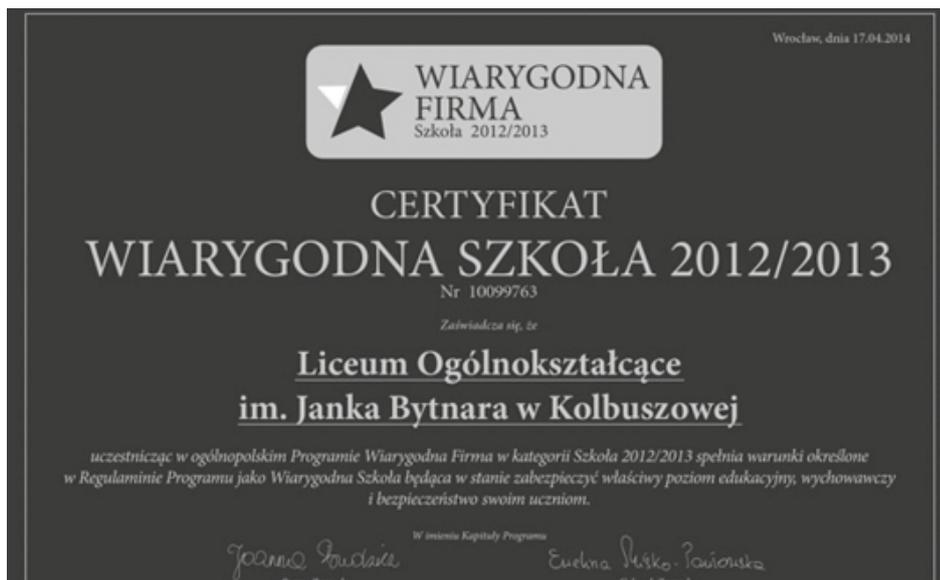 Wrocław, dnia 17.04.2014
WIARYGODNA
FIRMA
Szkoła 2012/2013
CERTYFIKAT
WIARYGODNA SZKOŁA 2012/2013
Nr 10099763
Zaświadcza się, że
Liceum Ogólnokształcące
im. Janka Bytnara w Kolbuszowej
uczestnicząc w ogólnopolskim Programie Wiarygodna Firma w kategorii Szkoła 2012/2013 spełnia warunki określone
w Regulaminie Programu jako Wiarygodna Szkoła będąca w stanie zabezpieczyć właściwy poziom edukacyjny, wychowawczy
i bezpieczeństwo swoim uczniom.
W imieniu Kapituły Programu
Joanna
Ewelina